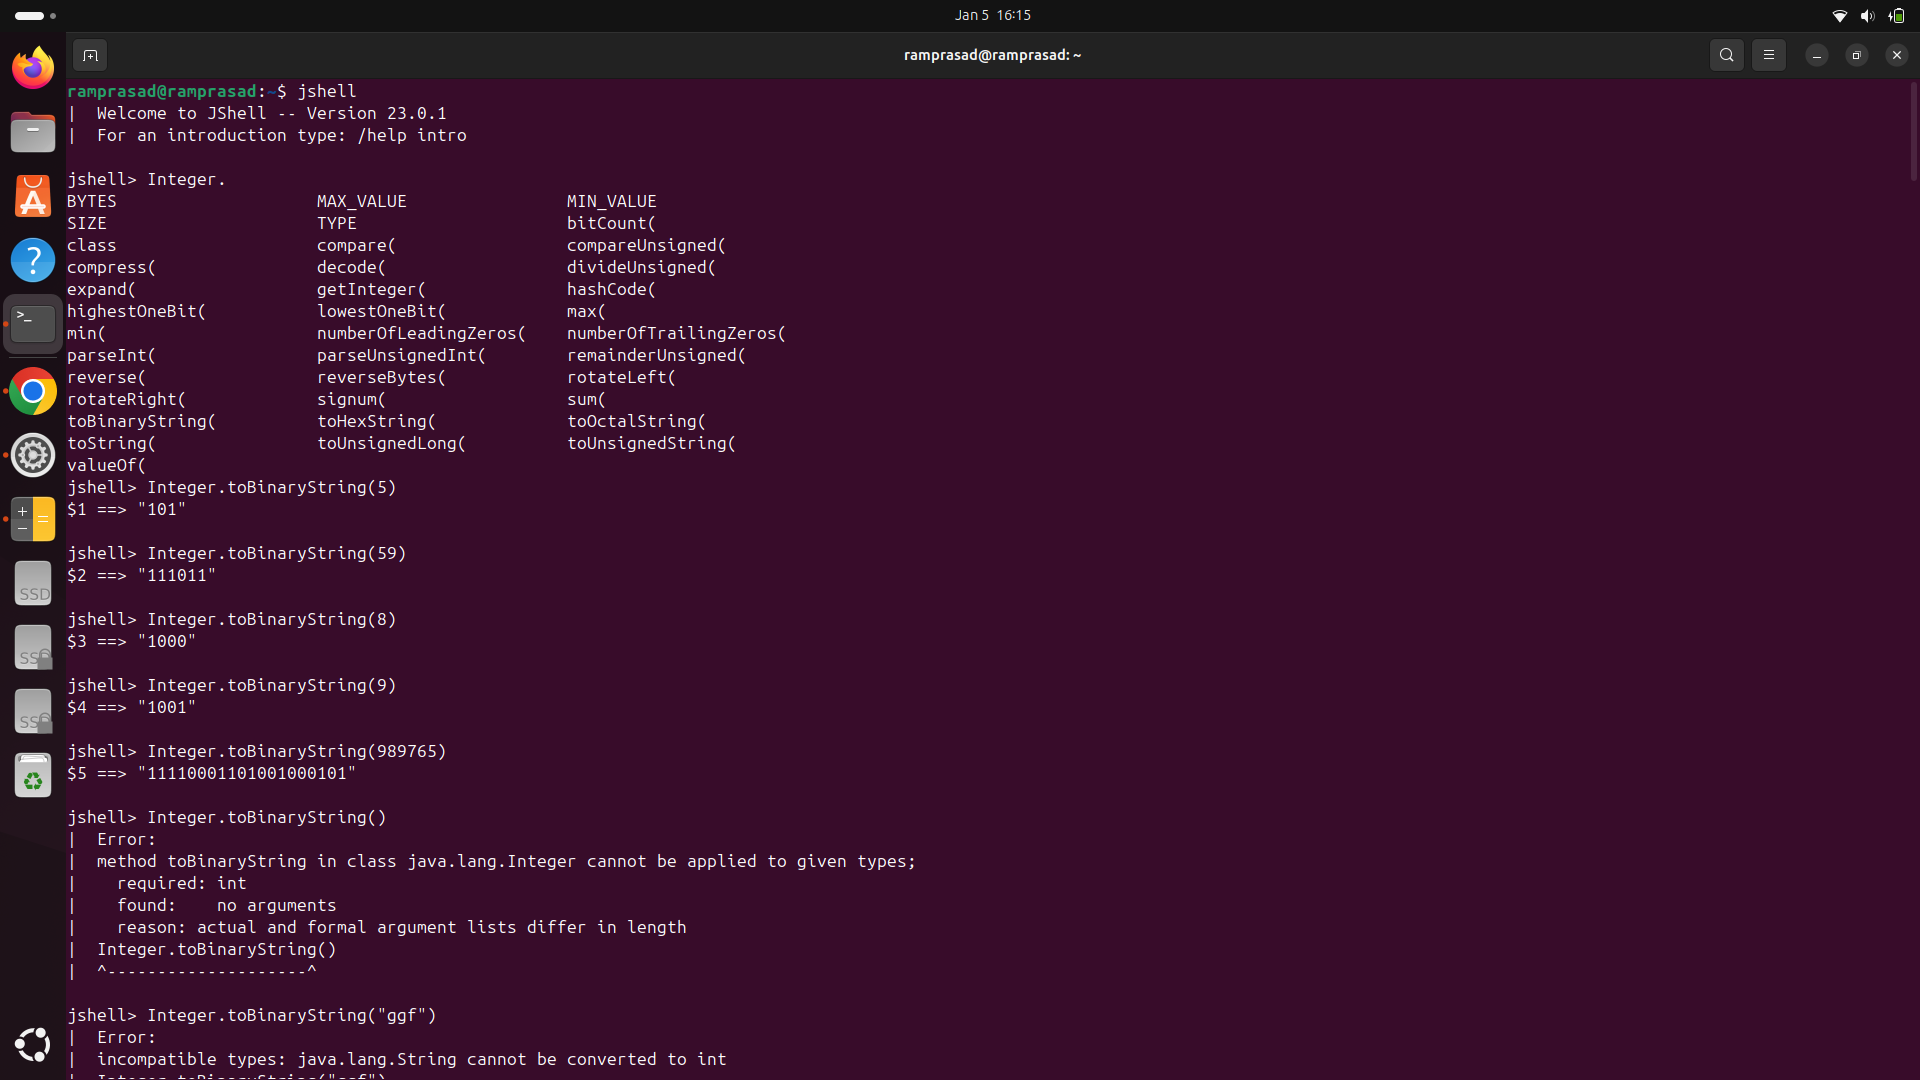 Jan 5 16:15
ramprasad@ramprasad: ~
ramprasad@ramprasad:~$ jshell
|  Welcome to JShell -- Version 23.0.1
|  For an introduction type: /help intro
jshell> Integer.
BYTES                    MAX_VALUE                MIN_VALUE
SIZE                     TYPE                     bitCount(
class                    compare(                 compareUnsigned(
compress(                decode(                  divideUnsigned(
expand(                  getInteger(              hashCode(
highestOneBit(           lowestOneBit(            max(
min(                     numberOfLeadingZeros(    numberOfTrailingZeros(
parseInt(                parseUnsignedInt(        remainderUnsigned(
reverse(                 reverseBytes(            rotateLeft(
rotateRight(             signum(                  sum(
toBinaryString(          toHexString(             toOctalString(
toString(                toUnsignedLong(          toUnsignedString(
valueOf(
jshell> Integer.toBinaryString(5)
$1 ==> "101"
jshell> Integer.toBinaryString(59)
$2 ==> "111011"
jshell> Integer.toBinaryString(8)
$3 ==> "1000"
jshell> Integer.toBinaryString(9)
$4 ==> "1001"
jshell> Integer.toBinaryString(989765)
$5 ==> "11110001101001000101"
jshell> Integer.toBinaryString()
|  Error:
|  method toBinaryString in class java.lang.Integer cannot be applied to given types;
|    required: int
|    found:    no arguments
|    reason: actual and formal argument lists differ in length
|  Integer.toBinaryString()
|  ^--------------------^
jshell> Integer.toBinaryString("ggf")
|  Error:
|  incompatible types: java.lang.String cannot be converted to int
|  Integer.toBinaryString("ggf")
SSD
SSD
SSD